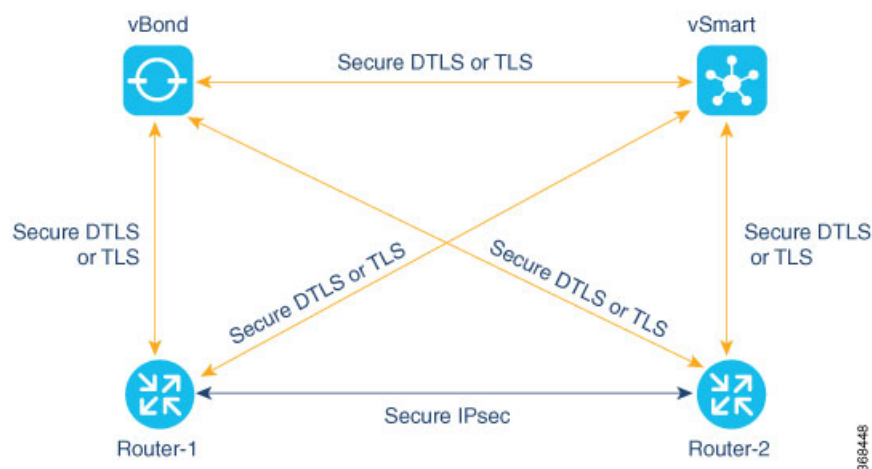 vBond
vSmart
Secure DTLS or TLS
Secure DTLS
or TLS
Secure DTLS or TLS
Secure DTLS or TLS
Secure DTLS
or TLS
Secure IPsec
Router-1
Router-2
368448